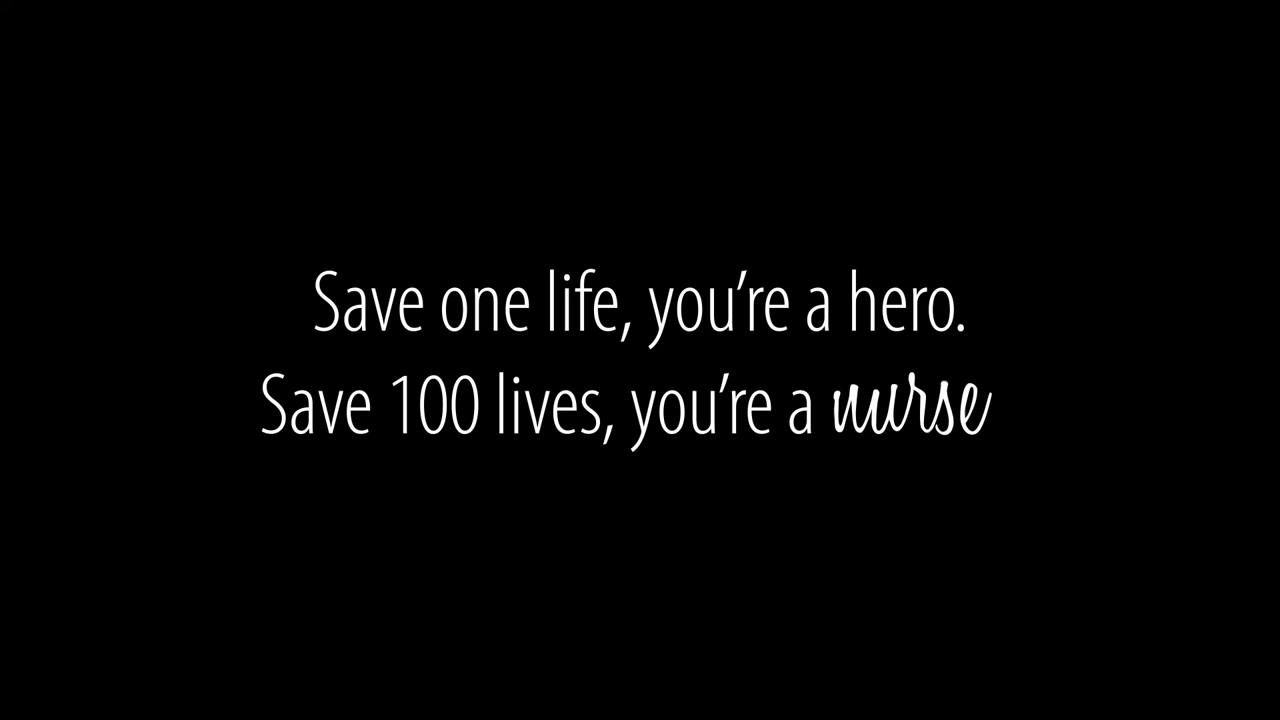 Save one life, you’re a hero.
Save 100 lives, you’re a nurse